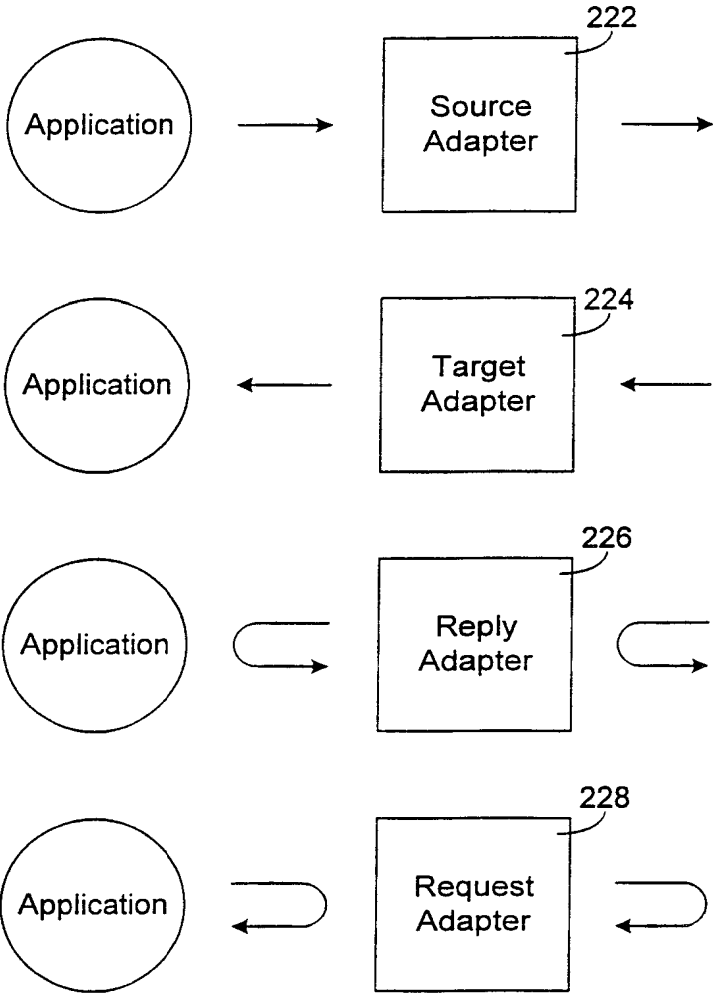 222
Application
Source
Adapter
224
Application
Target
Adapter
226
Application
Reply
Adapter
228
Application
Request
Adapter